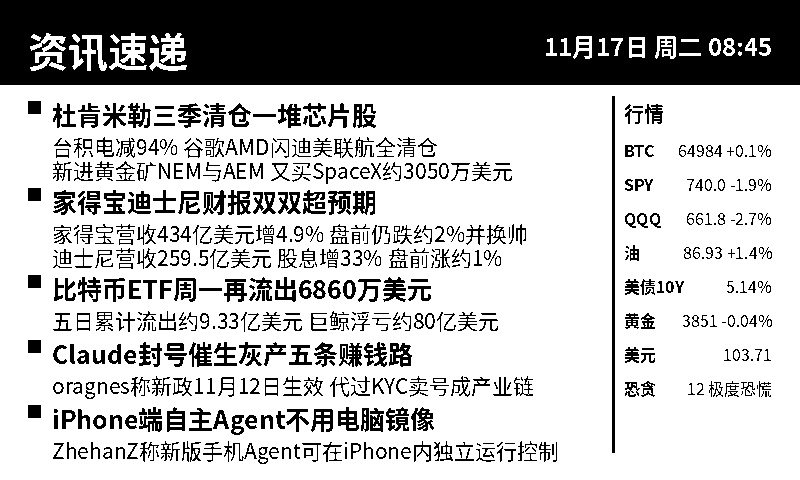 资讯速递
11月17日 周二 08:45
杜肯米勒三季清仓一堆芯片股
台积电减94% 谷歌AMD闪迪美联航全清仓
新进黄金矿NEM与AEM 又买SpaceX约3050万美元
家得宝迪士尼财报双双超预期
家得宝营收434亿美元增4.9% 盘前仍跌约2%并换帅
迪士尼营收259.5亿美元 股息增33% 盘前涨约1%
比特币ETF周一再流出6860万美元
五日累计流出约9.33亿美元 巨鲸浮亏约80亿美元
Claude封号催生灰产五条赚钱路
oragnes称新政11月12日生效 代过KYC卖号成产业链
iPhone端自主Agent不用电脑镜像
ZhehanZ称新版手机Agent可在iPhone内独立运行控制
行情
BTC 64984 +0.1%
SPY 740.0 -1.9%
QQQ 661.8 -2.7%
油 86.93 +1.4%
美债10Y 5.14%
黄金 3851 -0.04%
美元 103.71
恐贪 12 极度恐慌